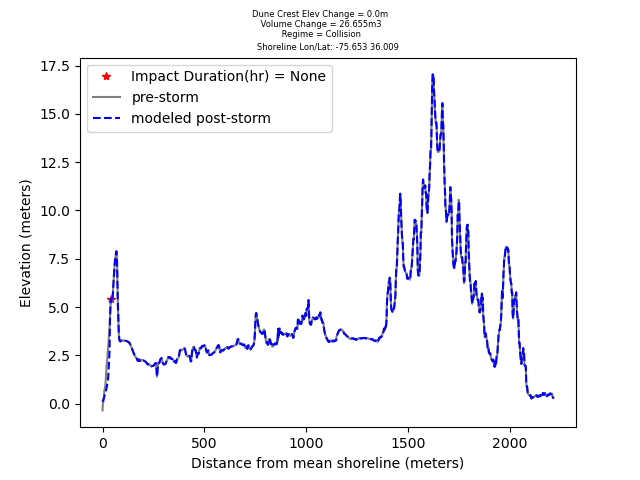 Dune Crest Elev Change = 0.0m
Volume Change = 26.655m3
Regime = Collision
Shoreline Lon/Lat: -75.653 36.009
Impact Duration(hr) = None
pre-storm
modeled post-storm
17.5
15.0
12.5
10.0
7.5
5.0
2.5
0.0
Elevation (meters)
0
500
1000
1500
2000
Distance from mean shoreline (meters)